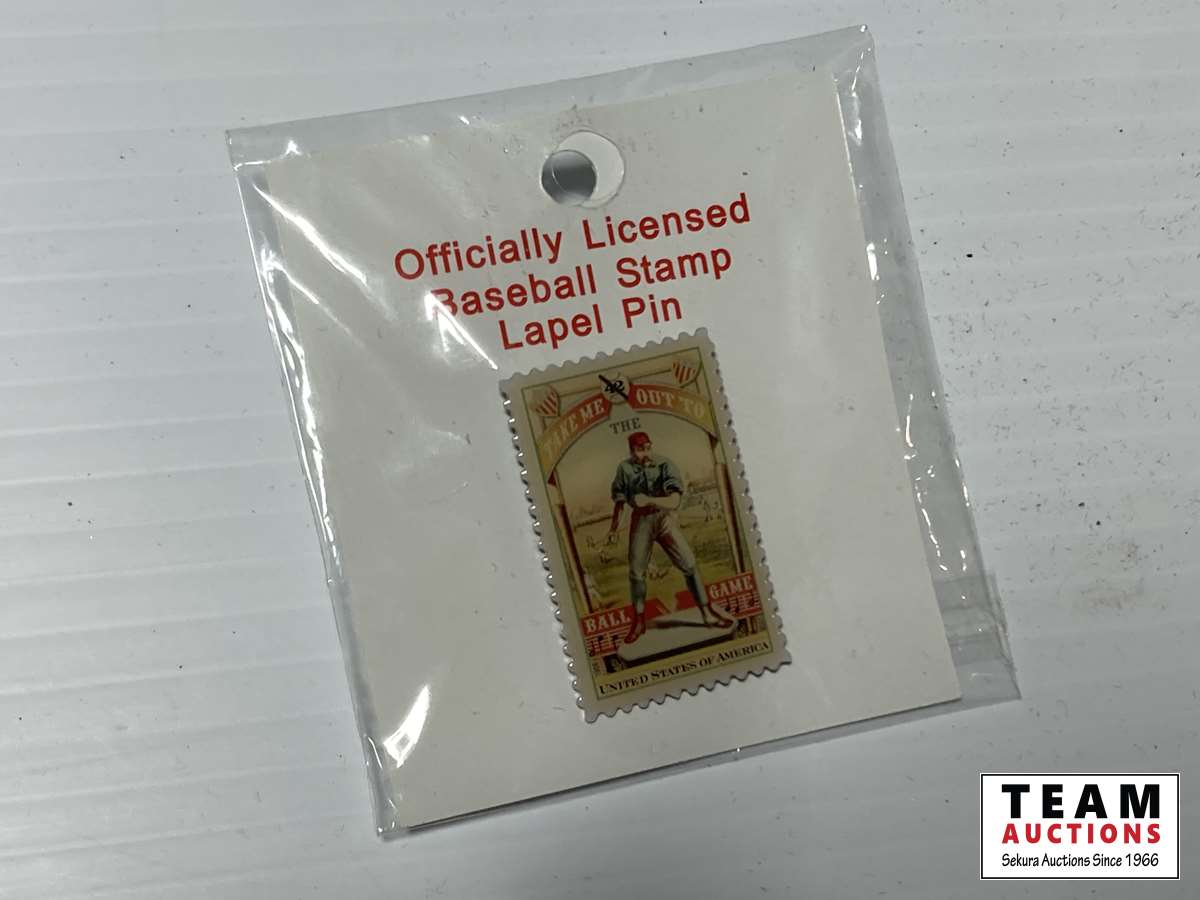 Officially Licensed
Baseball Stamp
Lapel Pin
42
TAKE ME OUT TO
THE
BALL GAME
UNITED STATES OF AMERICA
TEAM
AUCTIONS
Sekura Auctions Since 1966